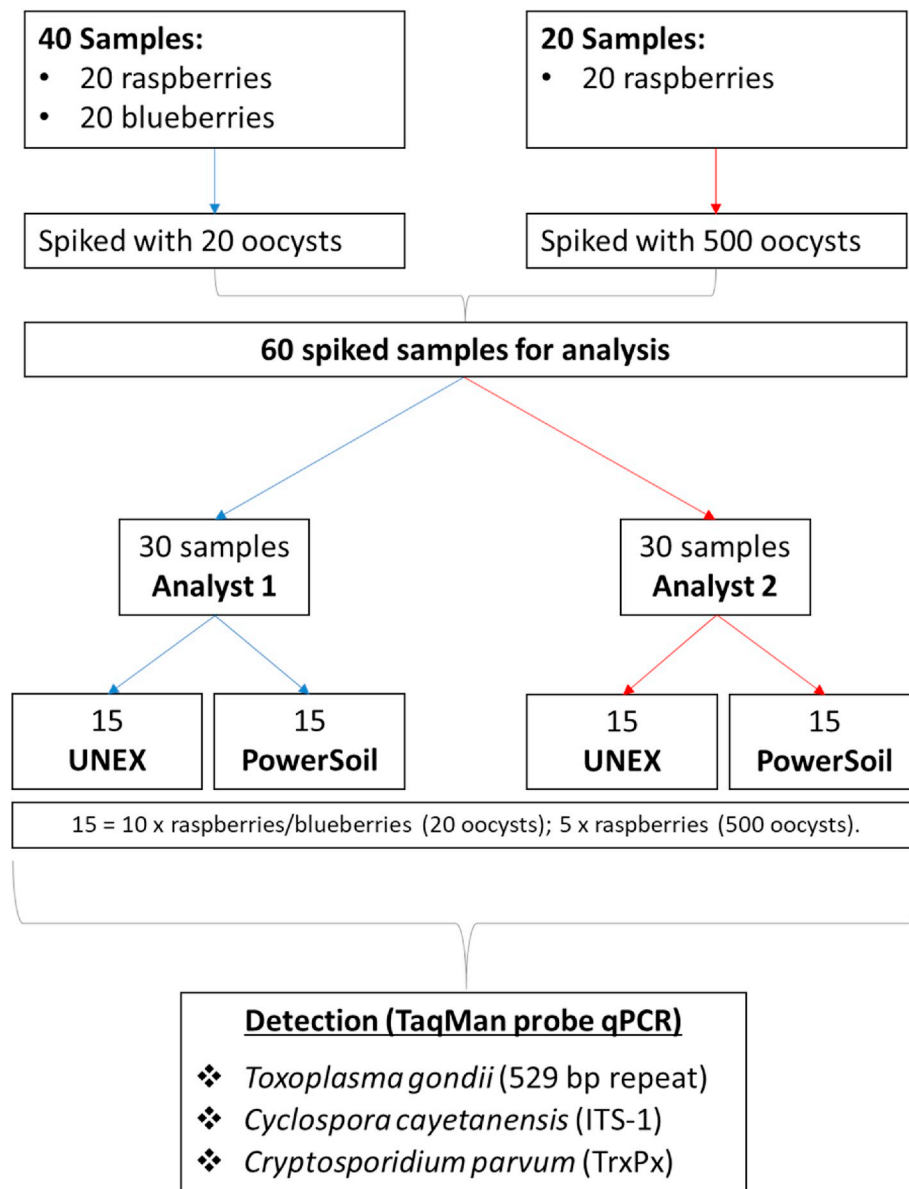 40 Samples:
• 20 raspberries
• 20 blueberries
20 Samples:
• 20 raspberries
Spiked with 20 oocysts
Spiked with 500 oocysts
60 spiked samples for analysis
30 samples
Analyst 1
30 samples
Analyst 2
15
UNEX
15
PowerSoil
15
UNEX
15
PowerSoil
15 = 10 x raspberries/blueberries (20 oocysts); 5 x raspberries (500 oocysts).
Detection (TaqMan probe qPCR)
❖ Toxoplasma gondii (529 bp repeat)
❖ Cyclospora cayetanensis (ITS-1)
❖ Cryptosporidium parvum (TrxPx)